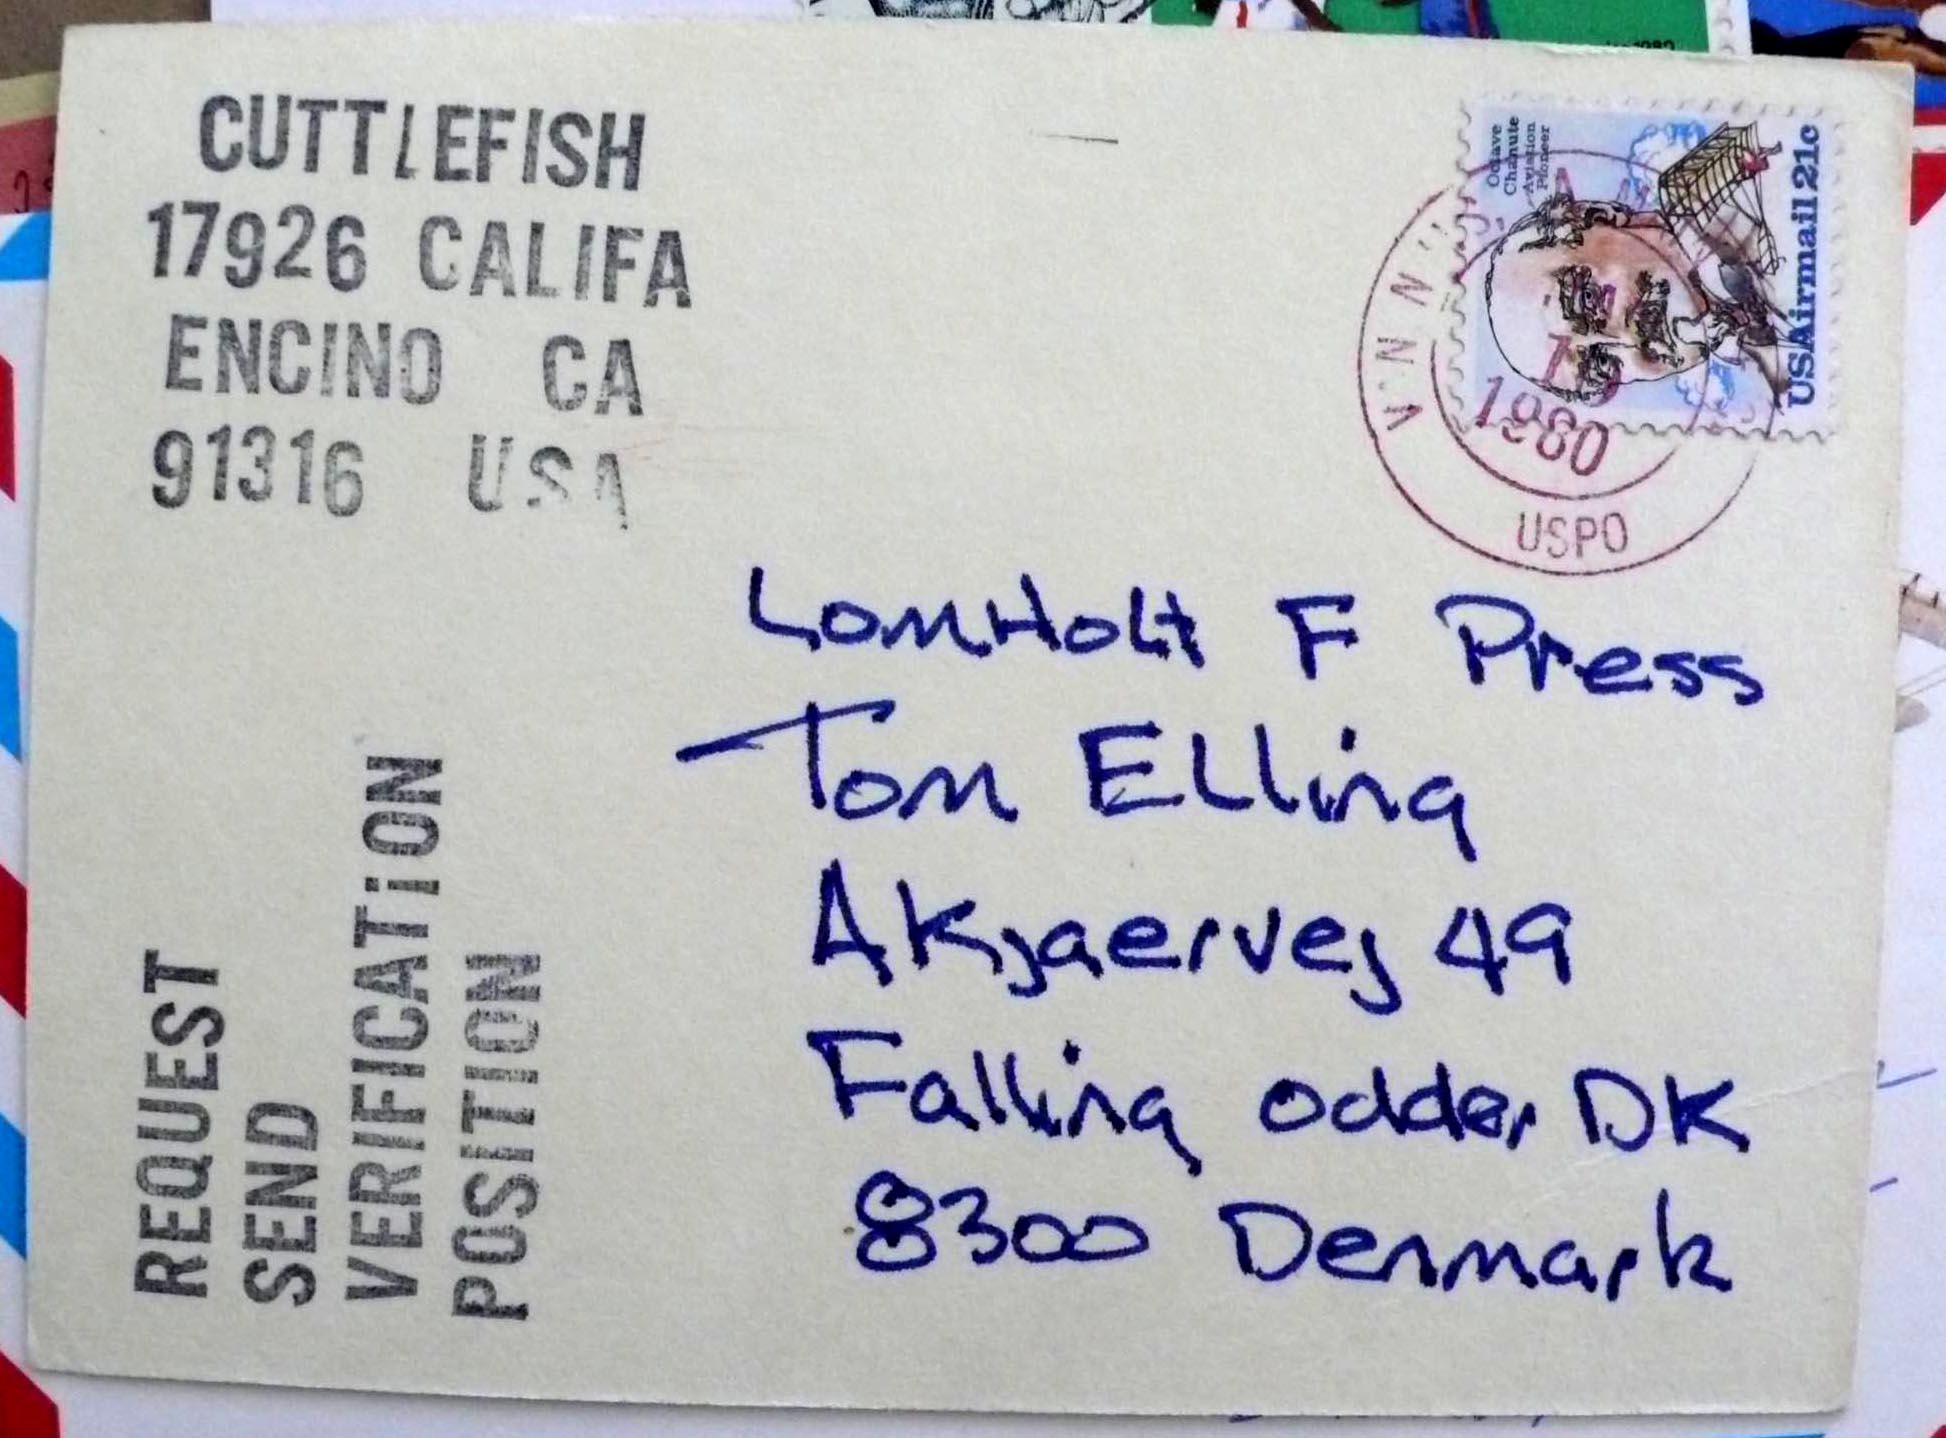 CUTTLEFISH
17926 CALIFA
ENCINO CA
91316 USA
Octave
Chanute
Aviation
Pioneer
USAirmail 21c
1980
USPO
LomHolt F Press
Tom Elling
Akjaervej 49
Falling odder DK
8300 Denmark
REQUEST
SEND
VERIFICATiON
POSITION